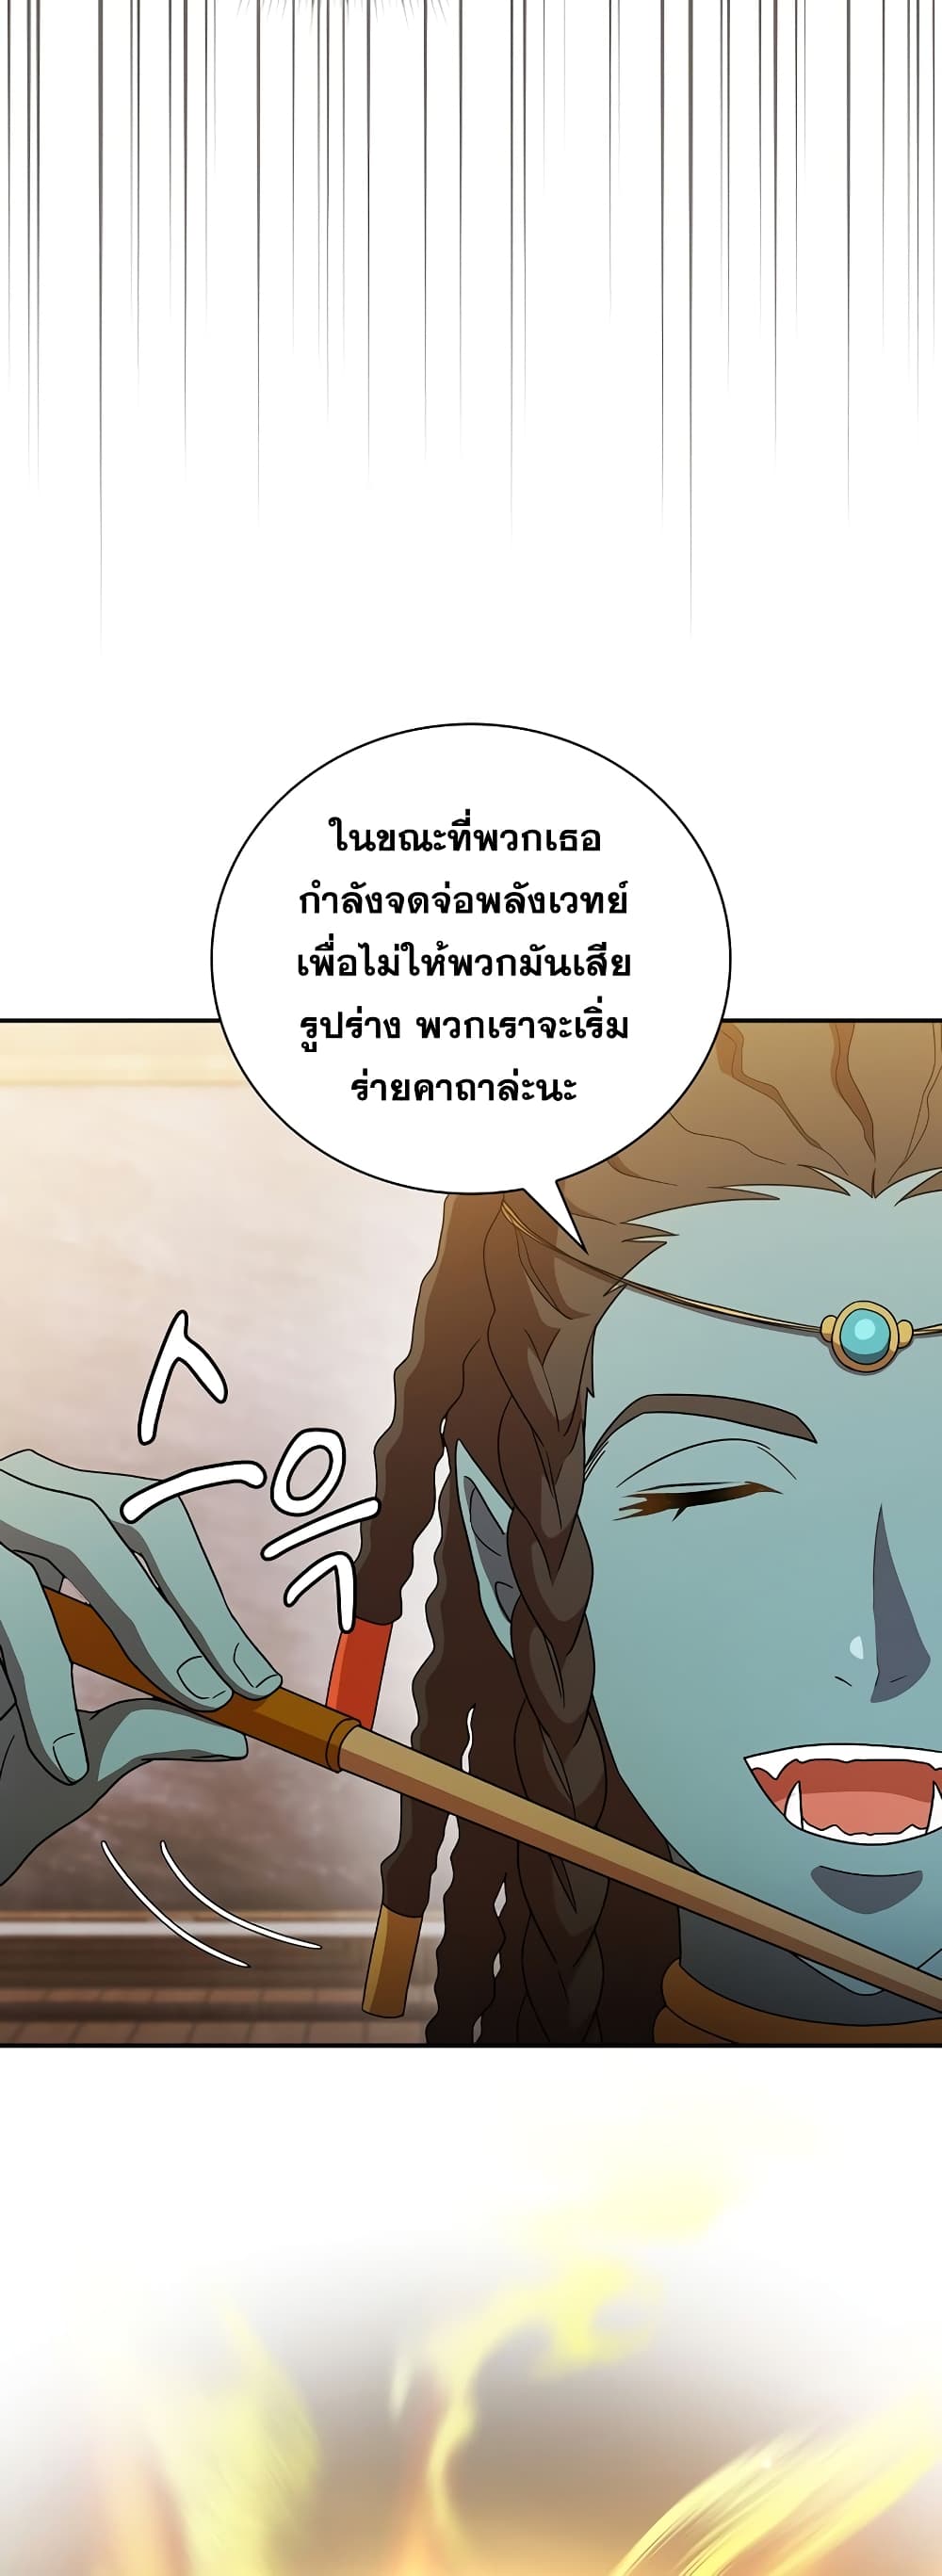 ในขณะที่พวกเธอ
กำลังจดจ่อพลังเวทย์
เพื่อไม่ให้พวกมันเสีย
รูปร่าง พวกเราจะเริ่ม
ร่ายคาถาล่ะนะ
스윽